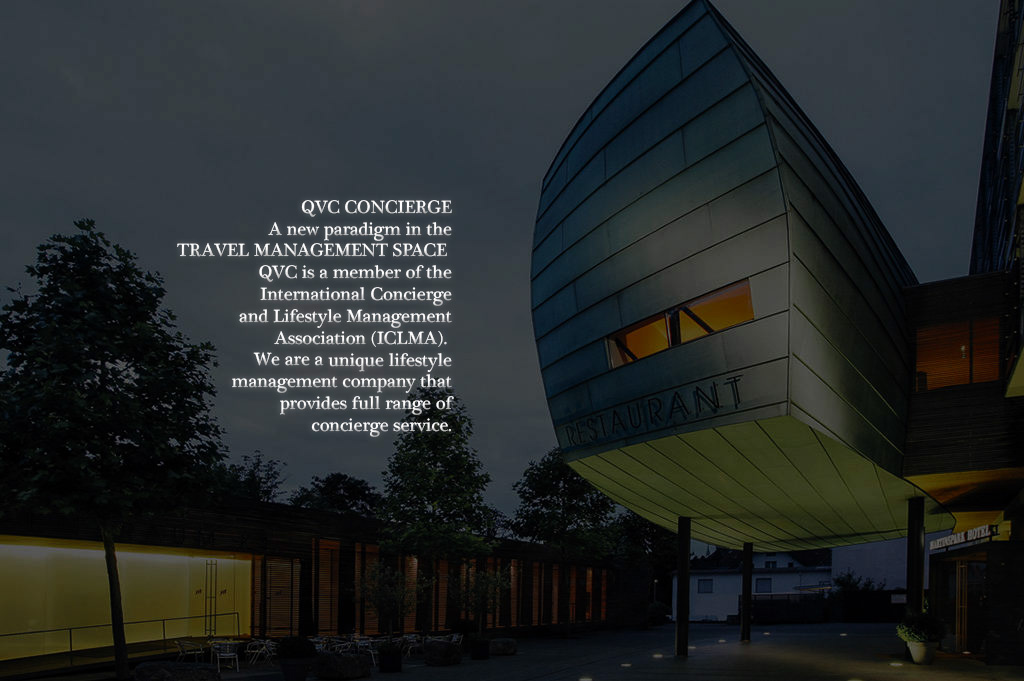 QVC CONCIERGE
A new paradigm in the
TRAVEL MANAGEMENT SPACE
QVC is a member of the
International Concierge
and Lifestyle Management
Association (ICLMA).
We are a unique lifestyle
management company that
provides full range of
concierge service.
RESTAURANT
MARTINSPARK HOTEL